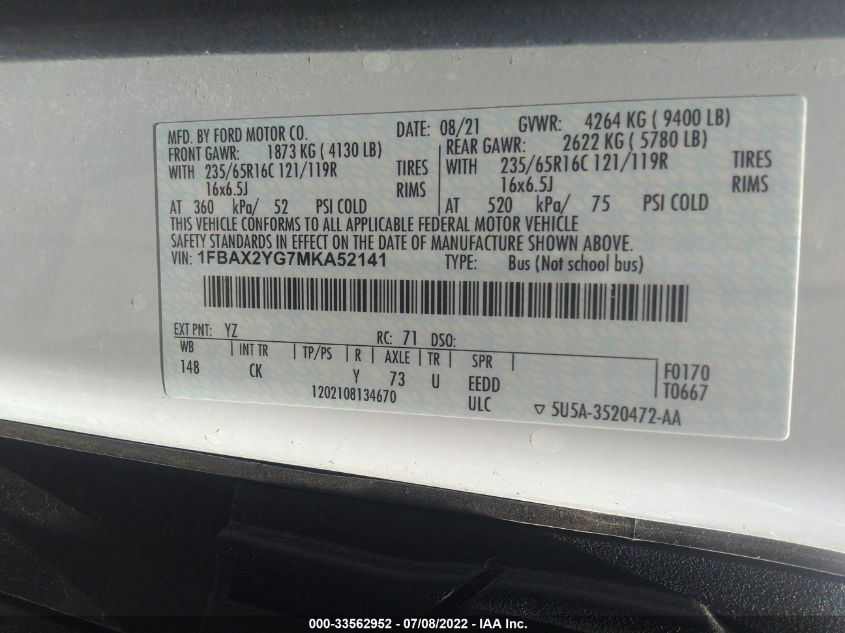 MFD. BY FORD MOTOR CO. DATE: 08/21 GVWR: 4264 KG ( 9400 LB)
FRONT GAWR: 1873 KG ( 4130 LB) REAR GAWR: 2622 KG ( 5780 LB)
WITH 235/65R16C 121/119R TIRES WITH 235/65R16C 121/119R TIRES
16x6.5J RIMS 16x6.5J RIMS
AT 360 kPa/ 52 PSI COLD AT 520 kPa/ 75 PSI COLD
THIS VEHICLE CONFORMS TO ALL APPLICABLE FEDERAL MOTOR VEHICLE
SAFETY STANDARDS IN EFFECT ON THE DATE OF MANUFACTURE SHOWN ABOVE.
VIN: 1FBAX2YG7MKA52141 TYPE: Bus (Not school bus)
EXT PNT: YZ RC: 71 DSO:
WB INT TR TP/PS R AXLE TR SPR F0170
148 CK Y 73 U EEDD T0667
1202108134670 ULC ▽ 5U5A-3520472-AA
000-33562952 - 07/08/2022 - IAA Inc.